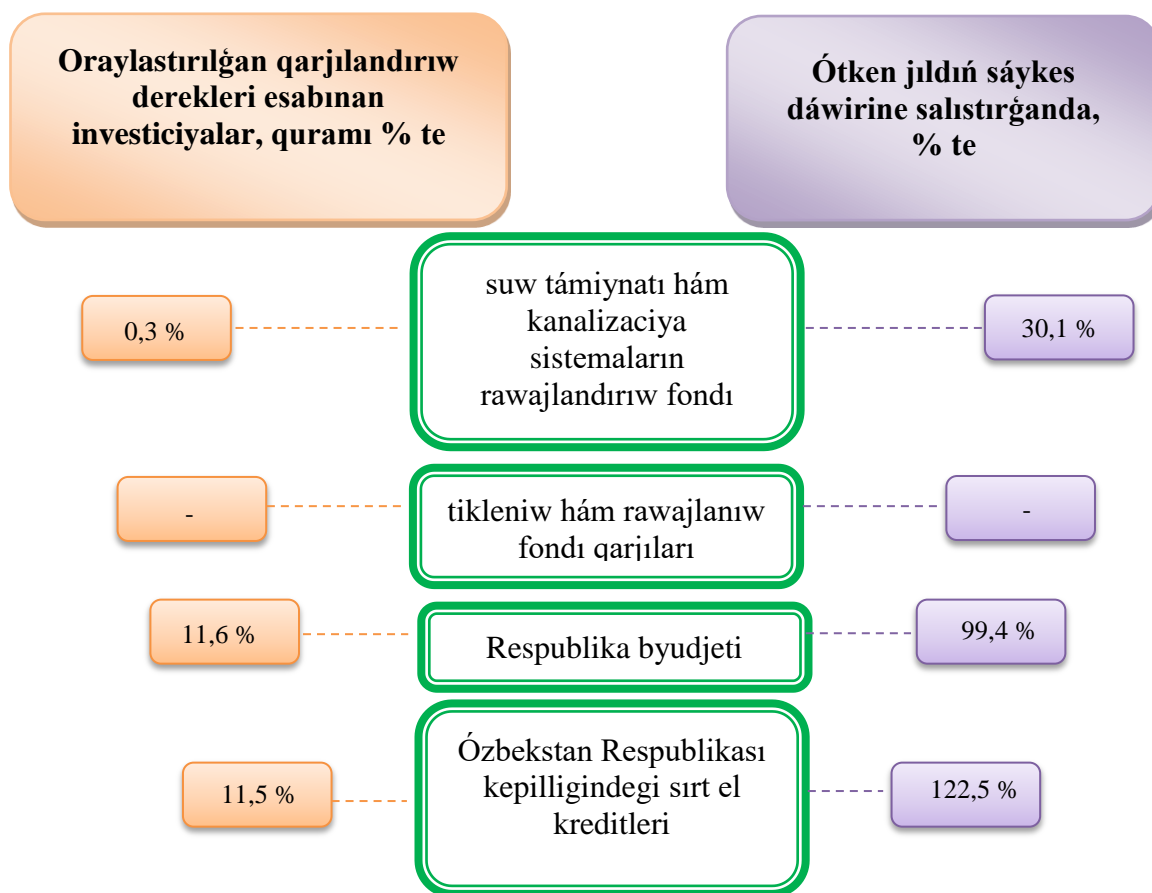 Oraylastırılǵan qarjılandırıw
derekleri esabınan
investiciyalar, quramı % te
Ótken jıldıń sáykes
dáwirine salıstırǵanda,
% te
0,3 %
suw támiynatı hám
kanalizaciya
sistemaların
rawajlandırıw fondı
30,1 %
-
tikleniw hám rawajlanıw
fondı qarjıları
-
11,6 %
Respublika byudjeti
99,4 %
11,5 %
Ózbekstan Respublikası
kepilligindegi sırt el
kreditleri
122,5 %